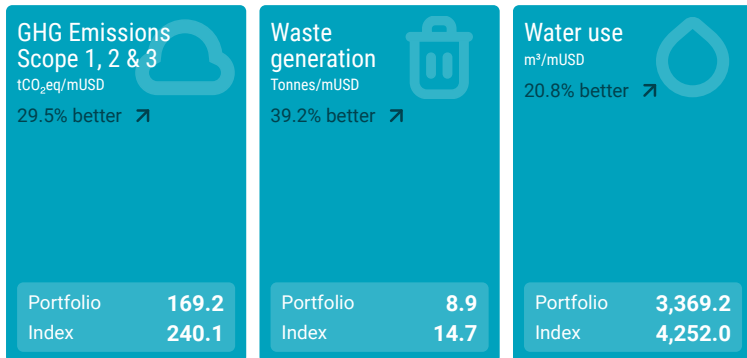 GHG Emissions
Scope 1, 2 & 3
tCO₂eq/mUSD
29.5% better
Portfolio 169.2
Index 240.1
Waste
generation
Tonnes/mUSD
39.2% better
Portfolio 8.9
Index 14.7
Water use
m³/mUSD
20.8% better
Portfolio 3,369.2
Index 4,252.0